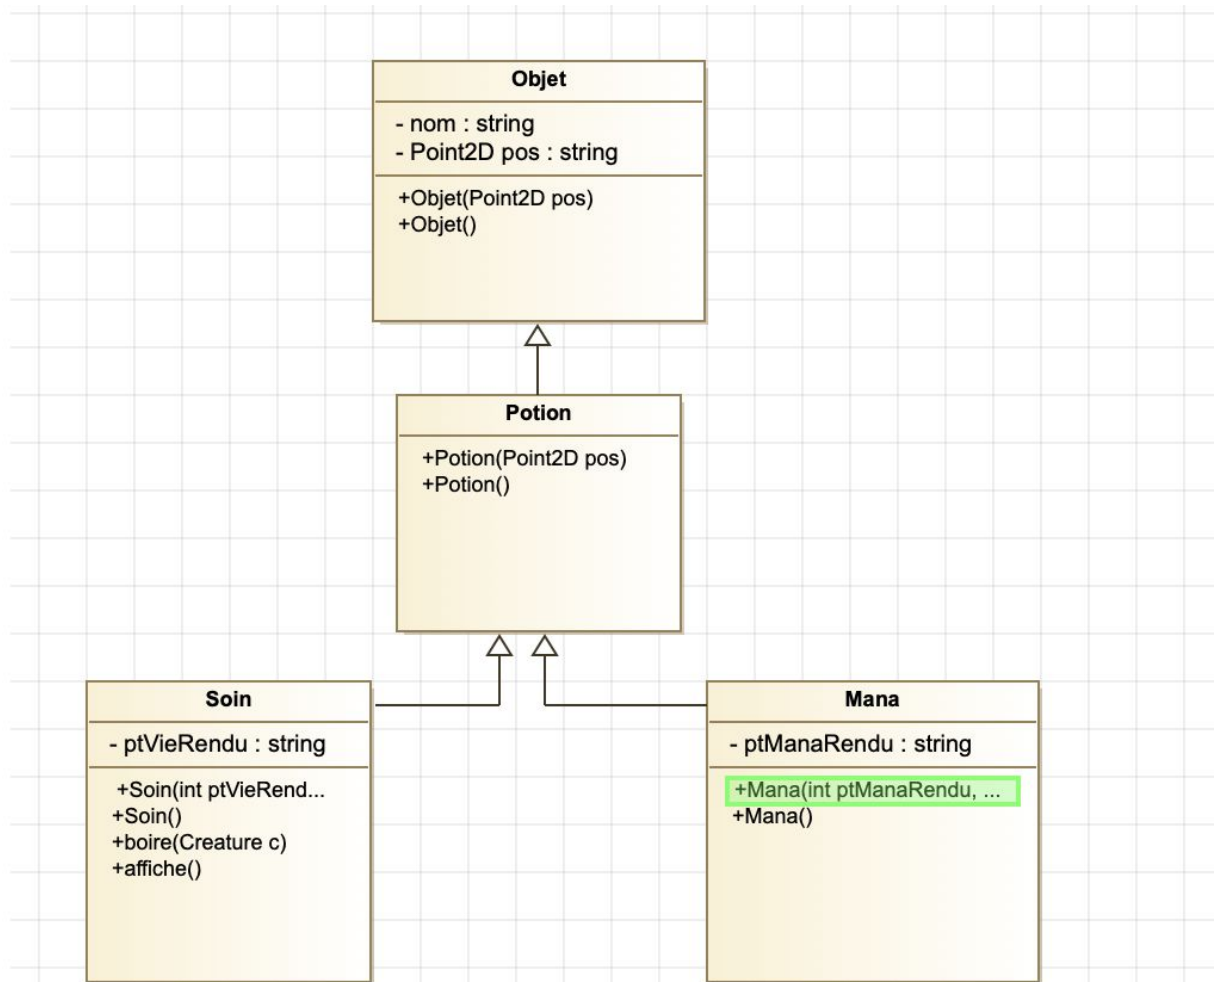 Objet
- nom : string
- Point2D pos : string
+Objet(Point2D pos)
+Objet()
Potion
+Potion(Point2D pos)
+Potion()
Soin
- ptVieRendu : string
+Soin(int ptVieRend...
+Soin()
+boire(Creature c)
+affiche()
Mana
- ptManaRendu : string
+Mana(int ptManaRendu, ...
+Mana()